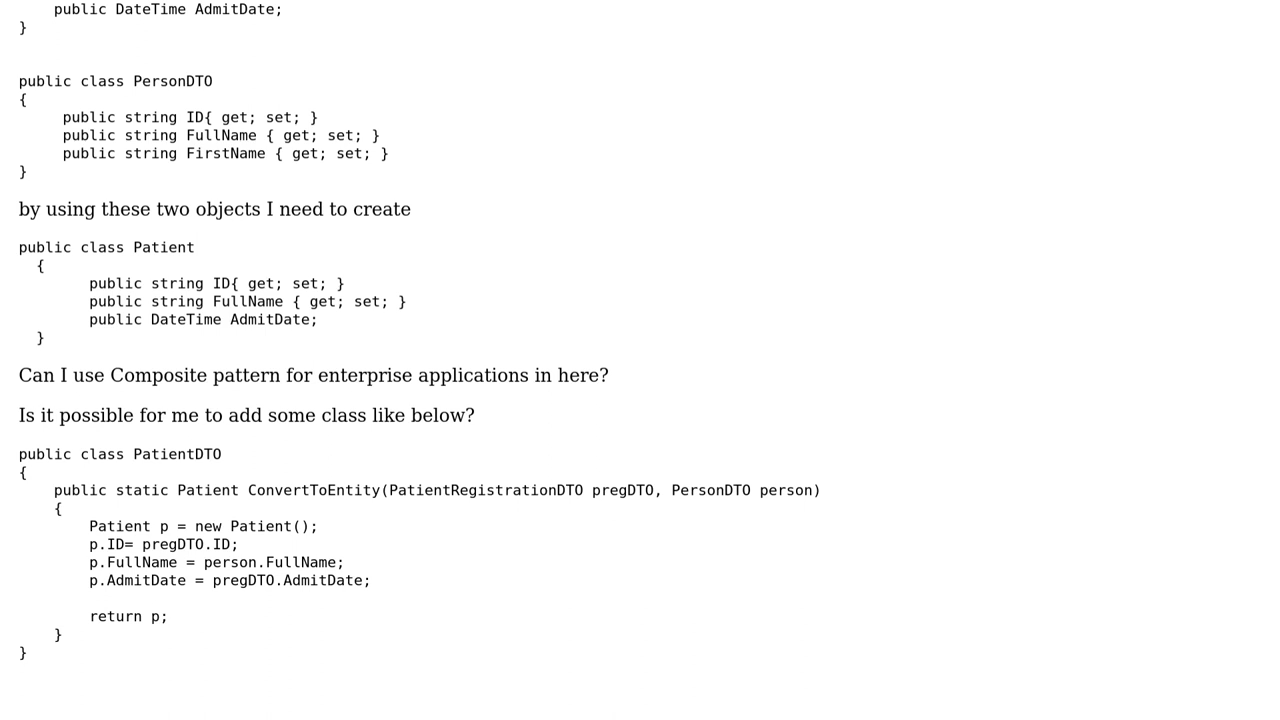 public DateTime AdmitDate;
}
public class PersonDTO
{
     public string ID{ get; set; }
     public string FullName { get; set; }
     public string FirstName { get; set; }
}
by using these two objects I need to create
public class Patient
  {
        public string ID{ get; set; }
        public string FullName { get; set; }
        public DateTime AdmitDate;
  }
Can I use Composite pattern for enterprise applications in here?
Is it possible for me to add some class like below?
public class PatientDTO
{
    public static Patient ConvertToEntity(PatientRegistrationDTO pregDTO, PersonDTO person)
    {
        Patient p = new Patient();
        p.ID= pregDTO.ID;
        p.FullName = person.FullName;
        p.AdmitDate = pregDTO.AdmitDate;
        return p;
    }
}